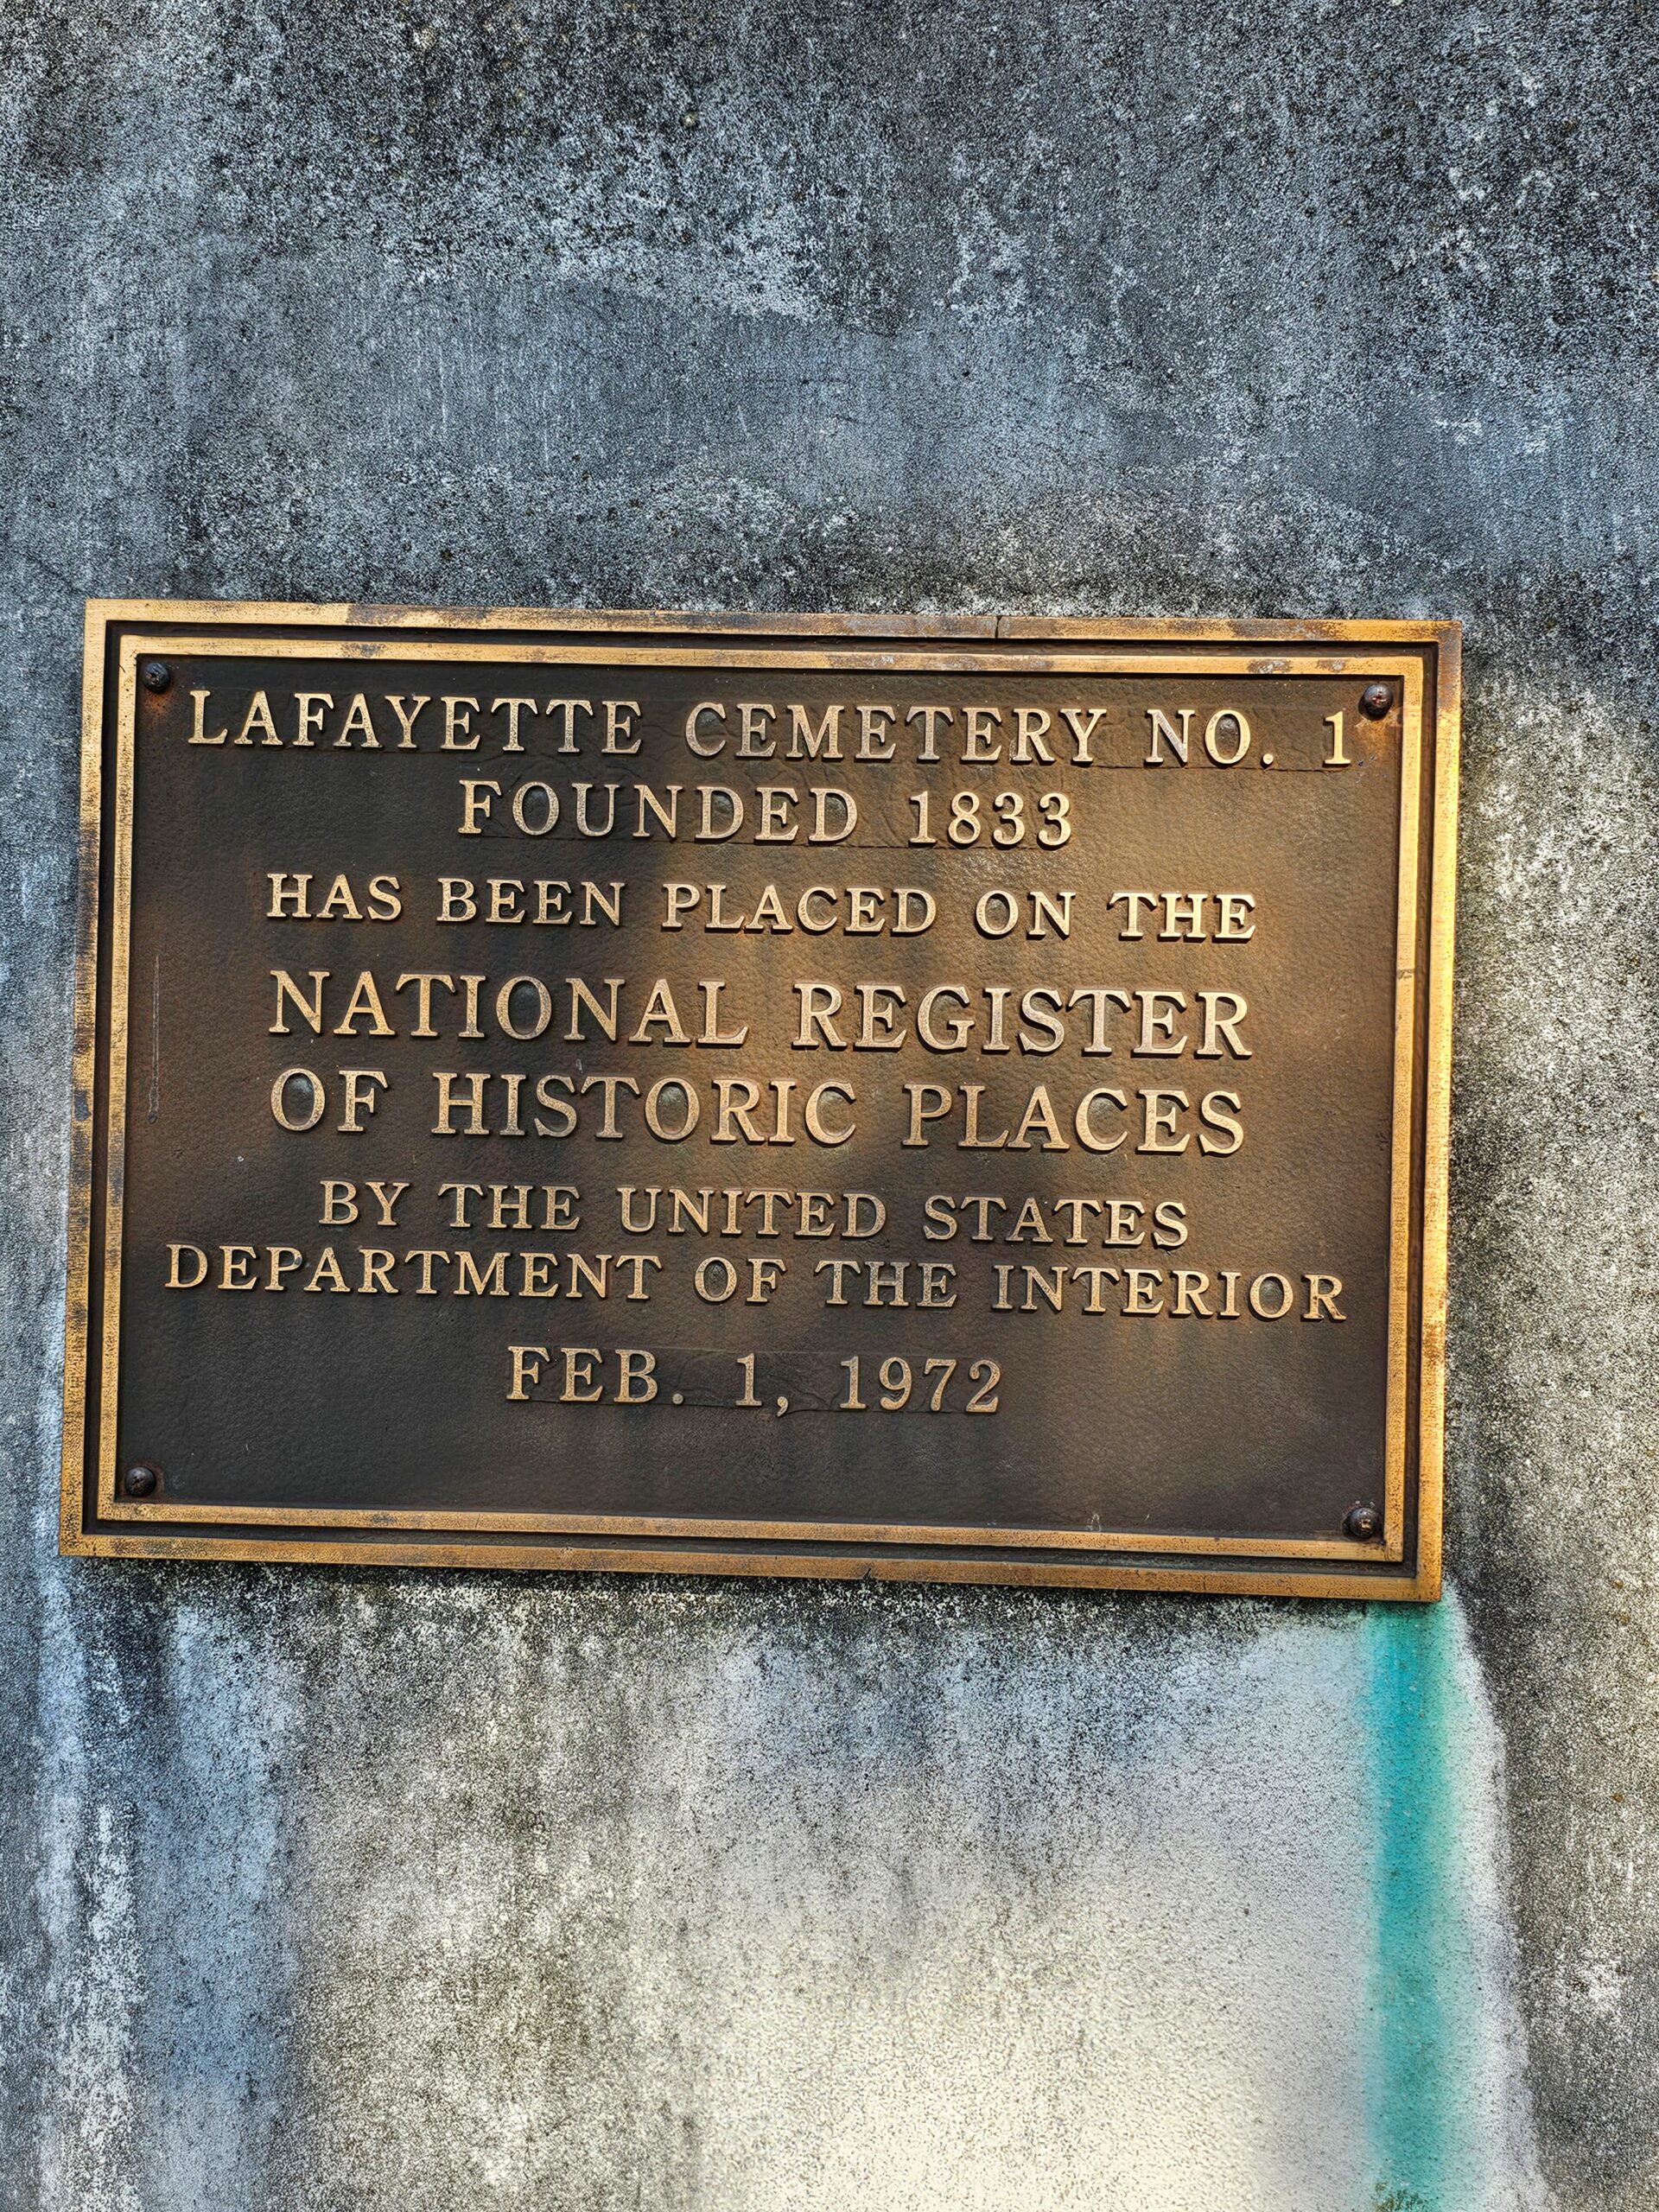 LAFAYETTE CEMETERY NO. 1
FOUNDED 1833
HAS BEEN PLACED ON THE
NATIONAL REGISTER
OF HISTORIC PLACES
BY THE UNITED STATES
DEPARTMENT OF THE INTERIOR
FEB. 1, 1972